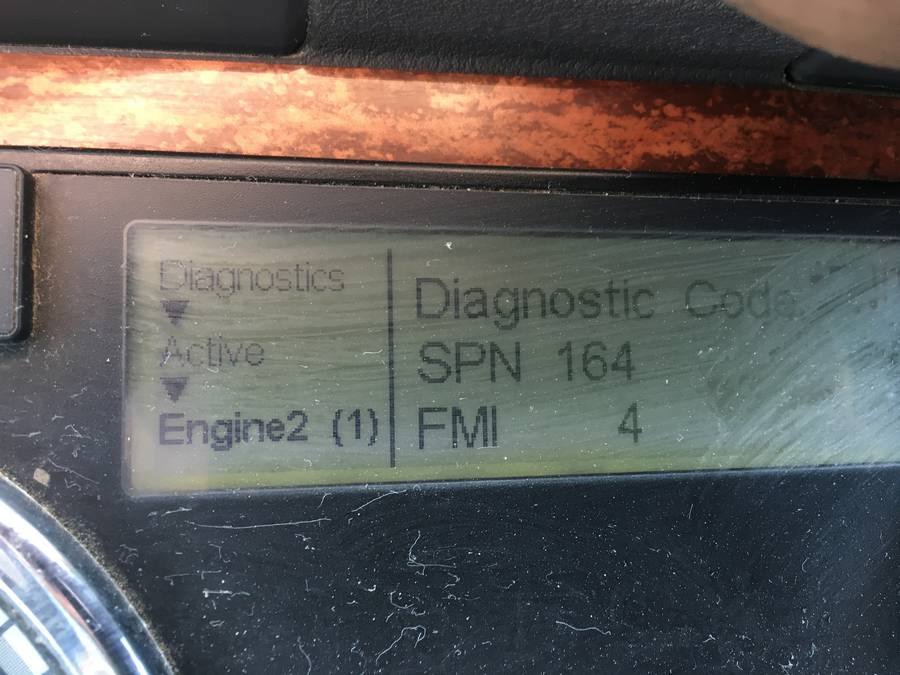 Diagnostics
Active
Engine2 (1)
Diagnostic Code
SPN 164
FMI 4